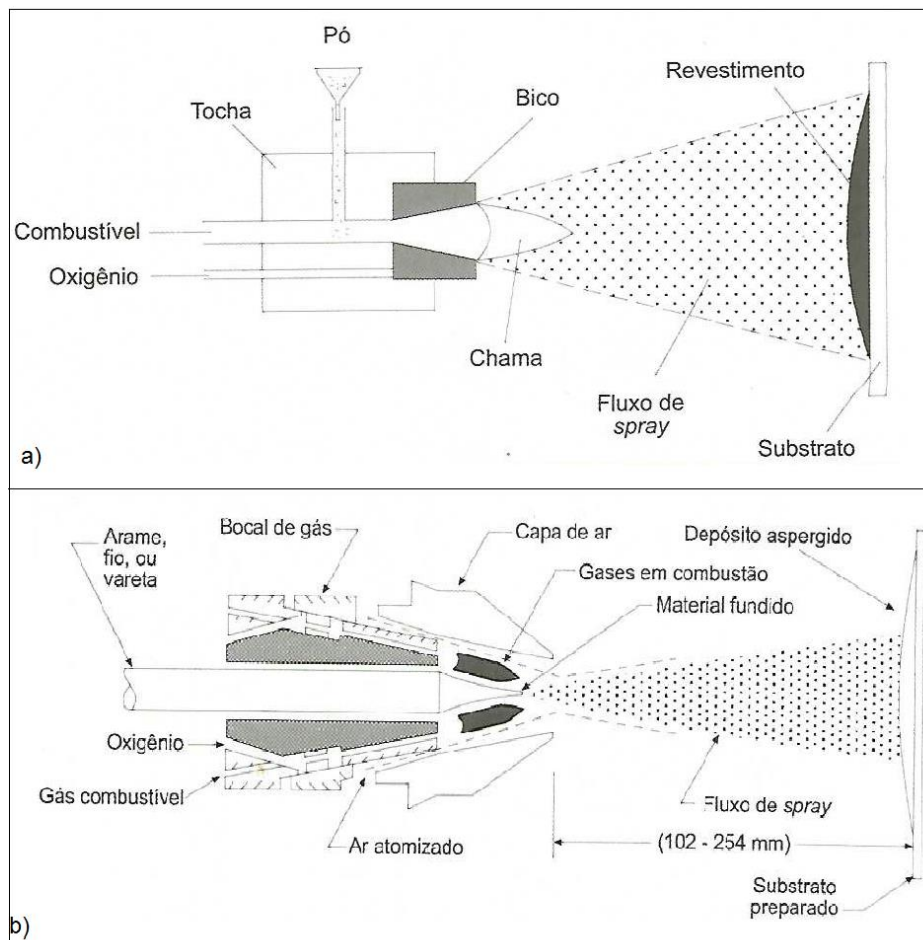 Pó
Tocha
Bico
Revestimento
Combustível
Oxigênio
Chama
Fluxo de
spray
Substrato
a)
Arame,
fio, ou
vareta
Bocal de gás
Capa de ar
Depósito aspergido
Gases em combustão
Material fundido
Oxigênio
Gás combustível
Ar atomizado
Fluxo de spray
(102 - 254 mm)
Substrato
preparado
b)